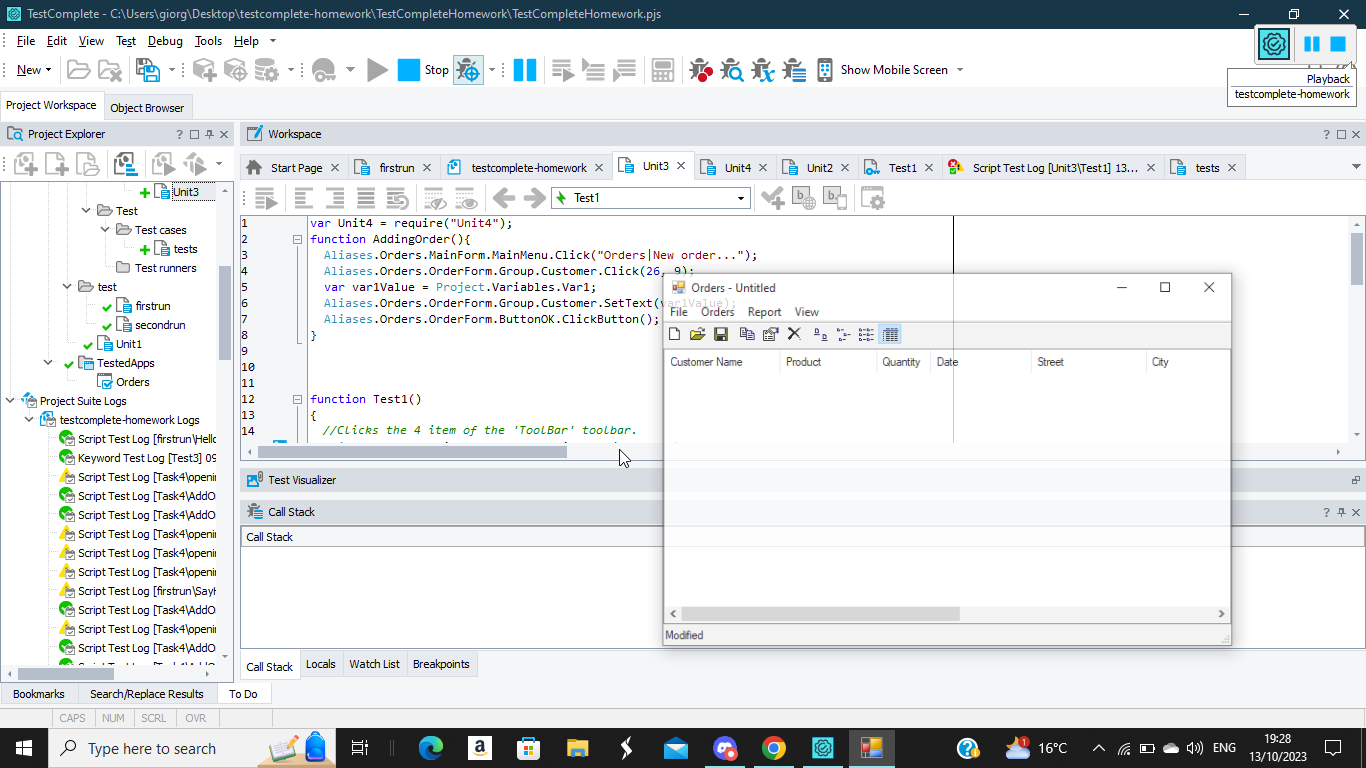 TestComplete - C:\Users\giorg\Desktop\testcomplete-homework\TestCompleteHomework\TestCompleteHomework.pjs
File Edit View Test Debug Tools Help
New Stop Show Mobile Screen
Playback
testcomplete-homework
Project Workspace Object Browser
Project Explorer ?
Workspace ?
Start Page firstrun testcomplete-homework Unit3 Unit4 Unit2 Test1 Script Test Log [Unit3\Test1] 13... tests
Test1
Unit3
Test
Test cases
tests
Test runners
test
firstrun
secondrun
Unit1
TestedApps
Orders
Project Suite Logs
testcomplete-homework Logs
Script Test Log [firstrun\Hello
Keyword Test Log [Test3] 09
Script Test Log [Task4\openi
Script Test Log [Task4\AddO
Script Test Log [Task4\AddO
Script Test Log [Task4\openi
Script Test Log [Task4\openi
Script Test Log [Task4\openi
Script Test Log [firstrun\SayH
Script Test Log [Task4\AddO
Script Test Log [Task4\openi
Script Test Log [Task4\AddO
1 var Unit4 = require("Unit4");
2 function AddingOrder(){
3 Aliases.Orders.MainForm.MainMenu.Click("Orders|New order...");
4 Aliases.Orders.OrderForm.Group.Customer.Click(26, 9);
5 var var1Value = Project.Variables.Var1;
6 Aliases.Orders.OrderForm.Group.Customer.SetText(var1Value);
7 Aliases.Orders.OrderForm.ButtonOK.ClickButton();
8 }
9
10
11
12 function Test1()
13 {
14 //Clicks the 4 item of the 'ToolBar' toolbar.
Orders - Untitled
File Orders Report View
Customer Name Product Quantity Date Street City
Modified
Test Visualizer
Call Stack ?
Call Stack
Call Stack Locals Watch List Breakpoints
Bookmarks Search/Replace Results To Do
CAPS NUM SCRL OVR
Type here to search
16°C ENG
19:28
13/10/2023